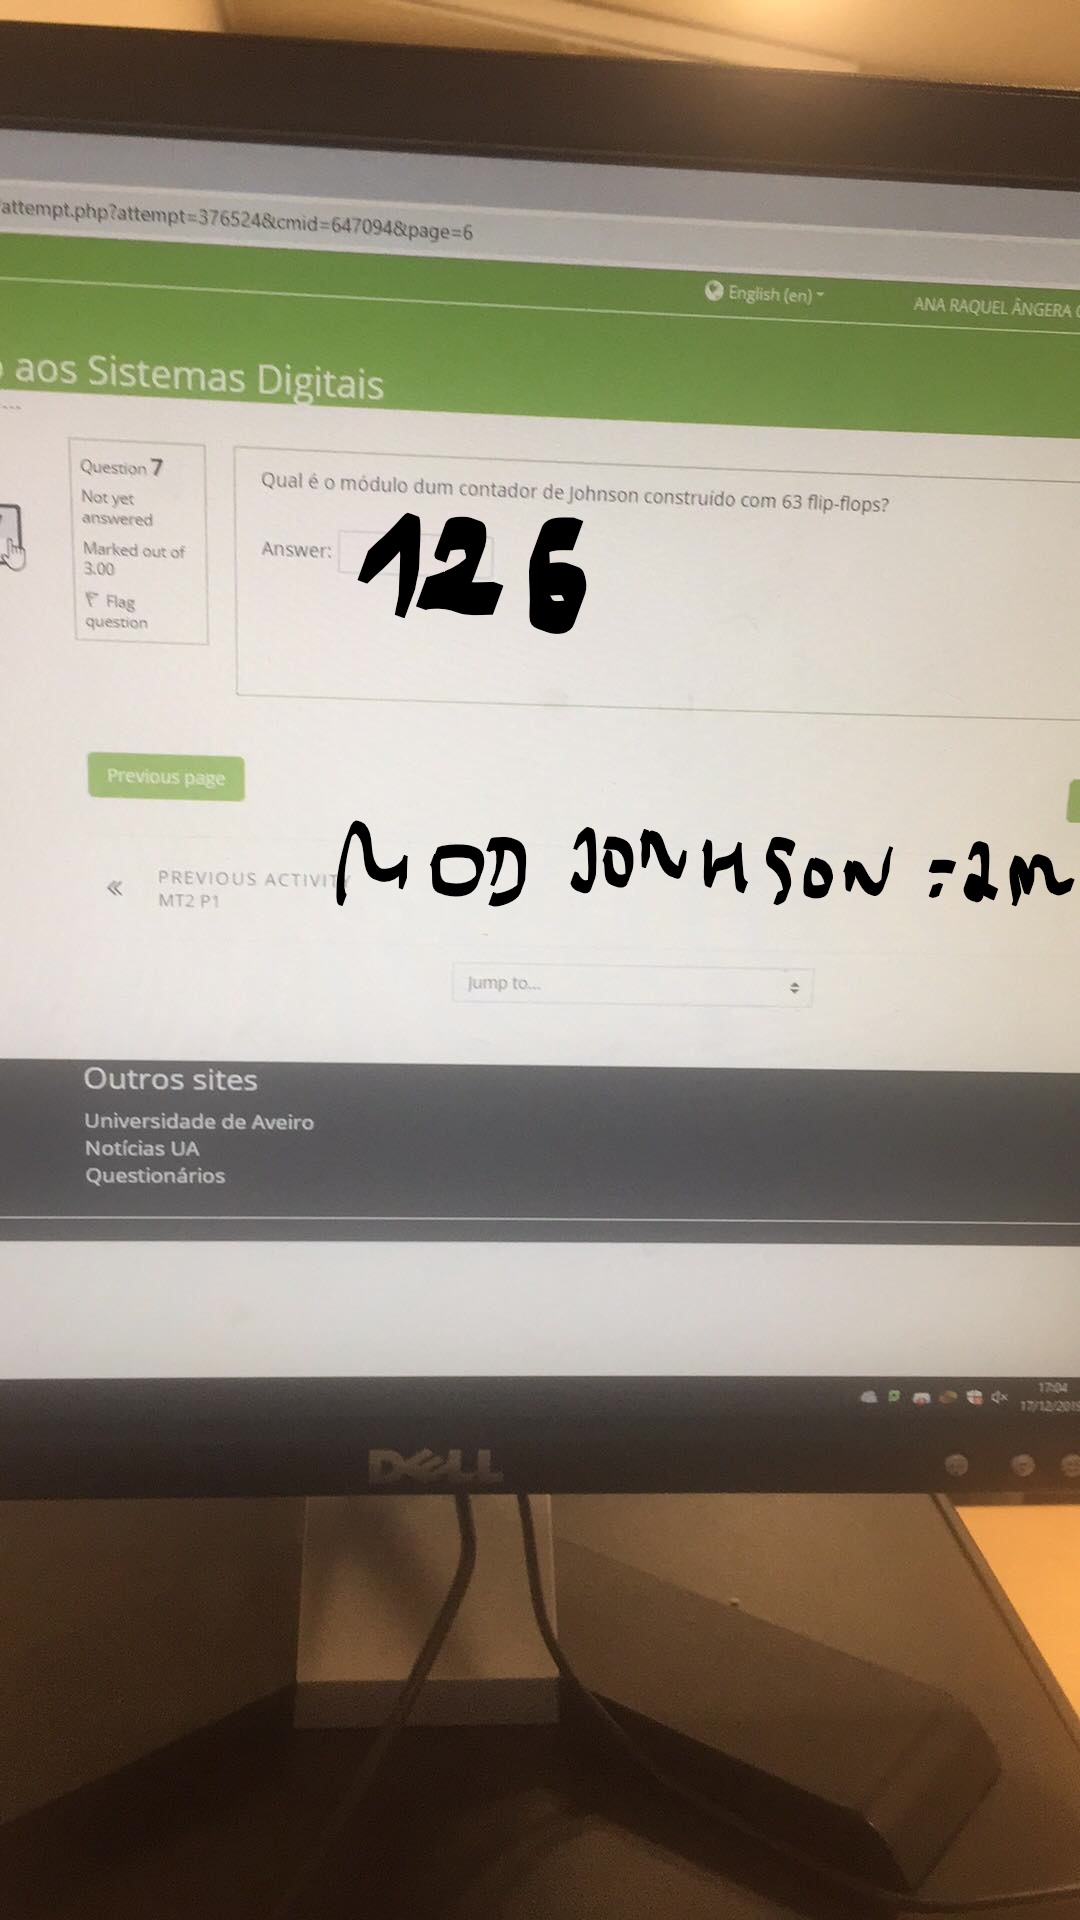 attempt.php?attempt=376524&cmid=647094&page=6
English (en)
ANA RAQUEL ÂNGERA
aos Sistemas Digitais
Question 7
Not yet
answered
Marked out of
3.00
Flag
question
Qual é o módulo dum contador de Johnson construído com 63 flip-flops?
Answer:
126
Previous page
MOD JONHSON = 2M
PREVIOUS ACTIVITY
MT2 P1
Jump to...
Outros sites
Universidade de Aveiro
Notícias UA
Questionários
17:04
17/12/2019
DELL